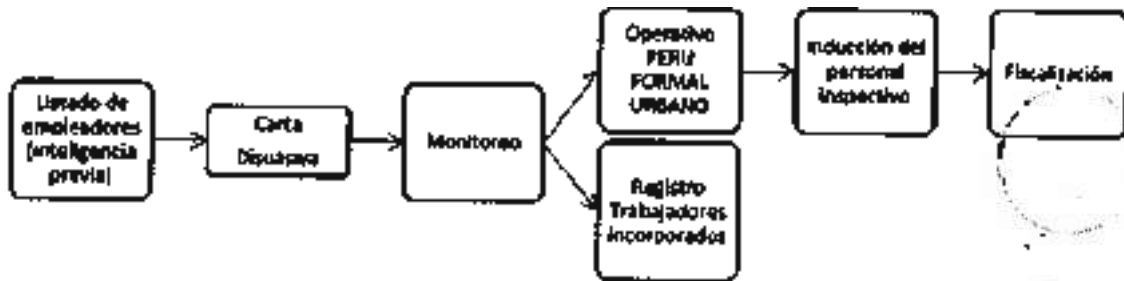 Listado de
empleadores
(inteligencia
previa)
Carta
Disuasiva
Monitoreo
Operativo
PERU
FORMAL
URBANO
Registro
Trabajadores
incorporados
Inducción del
personal
inspectivo
Fiscalización